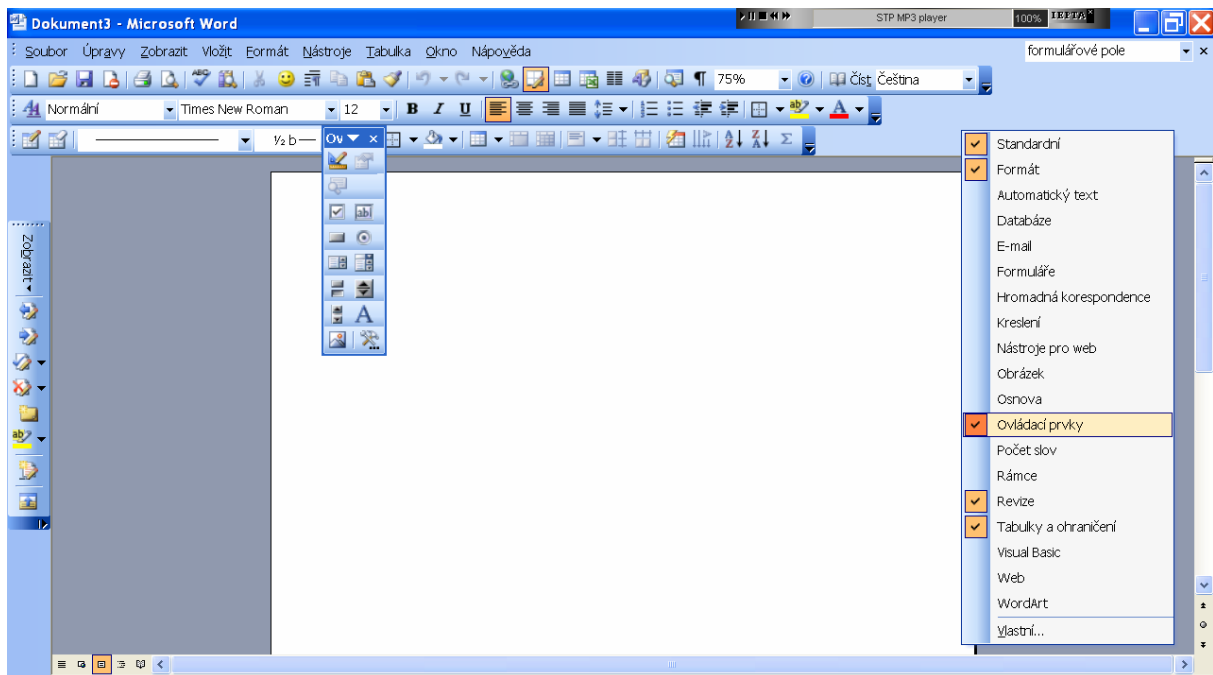 Dokument3 - Microsoft Word
STP MP3 player
100%
Soubor Úpravy Zobrazit Vložit Formát Nástroje Tabulka Okno Nápověda
formulářové pole
75%
Číst Čeština
Normální Times New Roman 12 B I U
½ b
Ov
Zobrazit
Standardní
Formát
Automatický text
Databáze
E-mail
Formuláře
Hromadná korespondence
Kreslení
Nástroje pro web
Obrázek
Osnova
Ovládací prvky
Počet slov
Rámce
Revize
Tabulky a ohraničení
Visual Basic
Web
WordArt
Vlastní...